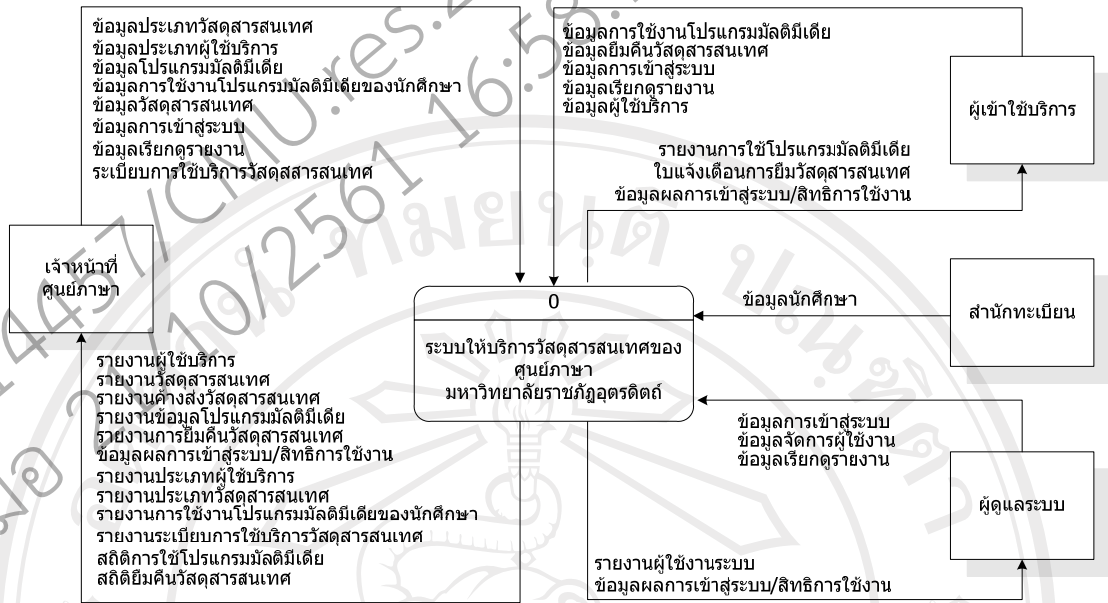 ข้อมูลประเภทวัสดุสารสนเทศ
ข้อมูลประเภทผู้ใช้บริการ
ข้อมูลโปรแกรมมัลติมีเดีย
ข้อมูลการใช้งานโปรแกรมมัลติมีเดียของนักศึกษา
ข้อมูลวัสดุสารสนเทศ
ข้อมูลการเข้าสู่ระบบ
ข้อมูลเรียกดูรายงาน
ระเบียบการใช้บริการวัสดุสสารสนเทศ
ข้อมูลการใช้งานโปรแกรมมัลติมีเดีย
ข้อมูลยืมคืนวัสดุสารสนเทศ
ข้อมูลการเข้าสู่ระบบ
ข้อมูลเรียกดูรายงาน
ข้อมูลผู้ใช้บริการ
ผู้เข้าใช้บริการ
รายงานการใช้โปรแกรมมัลติมีเดีย
ใบแจ้งเตือนการยืมวัสดุสารสนเทศ
ข้อมูลผลการเข้าสู่ระบบ/สิทธิการใช้งาน
เจ้าหน้าที่
ศูนย์ภาษา
0
ระบบให้บริการวัสดุสารสนเทศของ
ศูนย์ภาษา
มหาวิทยาลัยราชภัฏอุตรดิตถ์
ข้อมูลนักศึกษา
สำนักทะเบียน
รายงานผู้ใช้บริการ
รายงานวัสดุสารสนเทศ
รายงานค้างส่งวัสดุสารสนเทศ
รายงานข้อมูลโปรแกรมมัลติมีเดีย
รายงานการยืมคืนวัสดุสารสนเทศ
ข้อมูลผลการเข้าสู่ระบบ/สิทธิการใช้งาน
รายงานประเภทผู้ใช้บริการ
รายงานประเภทวัสดุสารสนเทศ
รายงานการใช้งานโปรแกรมมัลติมีเดียของนักศึกษา
รายงานระเบียบการใช้บริการวัสดุสารสนเทศ
สถิติการใช้โปรแกรมมัลติมีเดีย
สถิติยืมคืนวัสดุสารสนเทศ
ข้อมูลการเข้าสู่ระบบ
ข้อมูลจัดการผู้ใช้งาน
ข้อมูลเรียกดูรายงาน
ผู้ดูแลระบบ
รายงานผู้ใช้งานระบบ
ข้อมูลผลการเข้าสู่ระบบ/สิทธิการใช้งาน